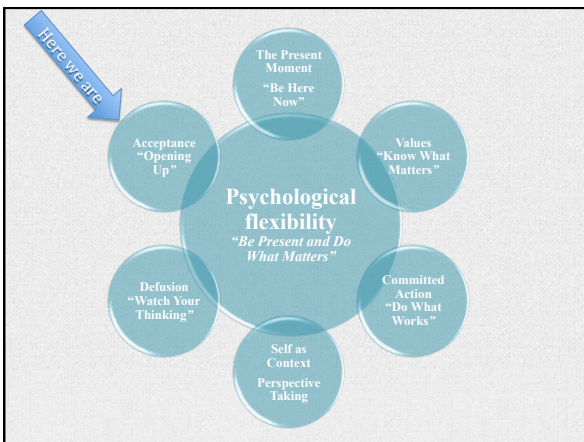 Here we are
The Present
Moment
“Be Here
Now”
Acceptance
“Opening
Up”
Values
“Know What
Matters”
Psychological
flexibility
“Be Present and Do
What Matters”
Defusion
“Watch Your
Thinking”
Committed
Action
“Do What
Works”
Self as
Context
Perspective
Taking